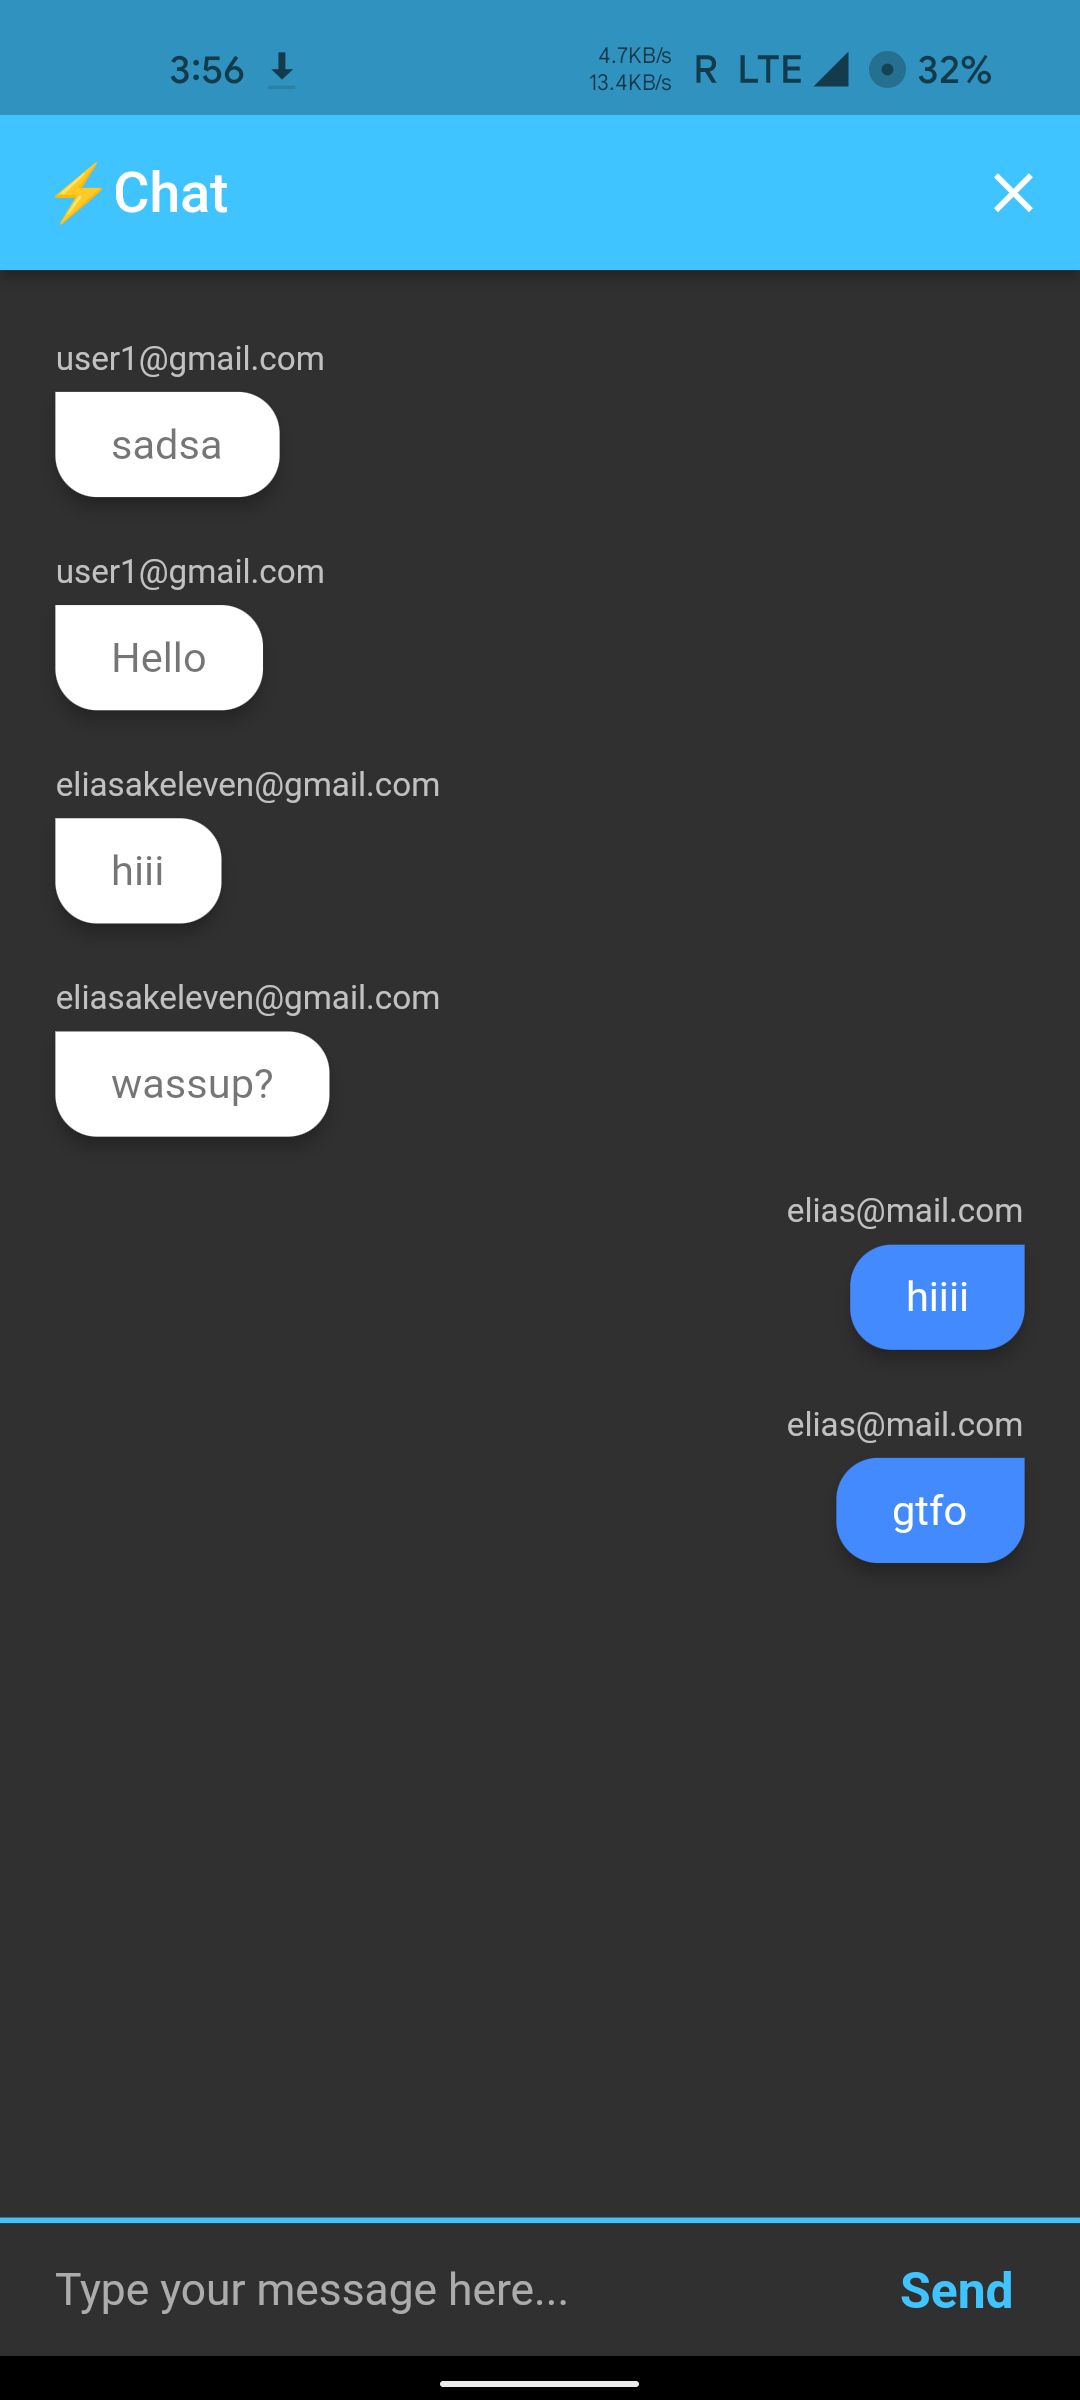 3:56 4.7KB/s
13.4KB/s R LTE 32%
⚡Chat
user1@gmail.com
sadsa
user1@gmail.com
Hello
eliasakeleven@gmail.com
hiii
eliasakeleven@gmail.com
wassup?
elias@mail.com
hiiii
elias@mail.com
gtfo
Type your message here... Send